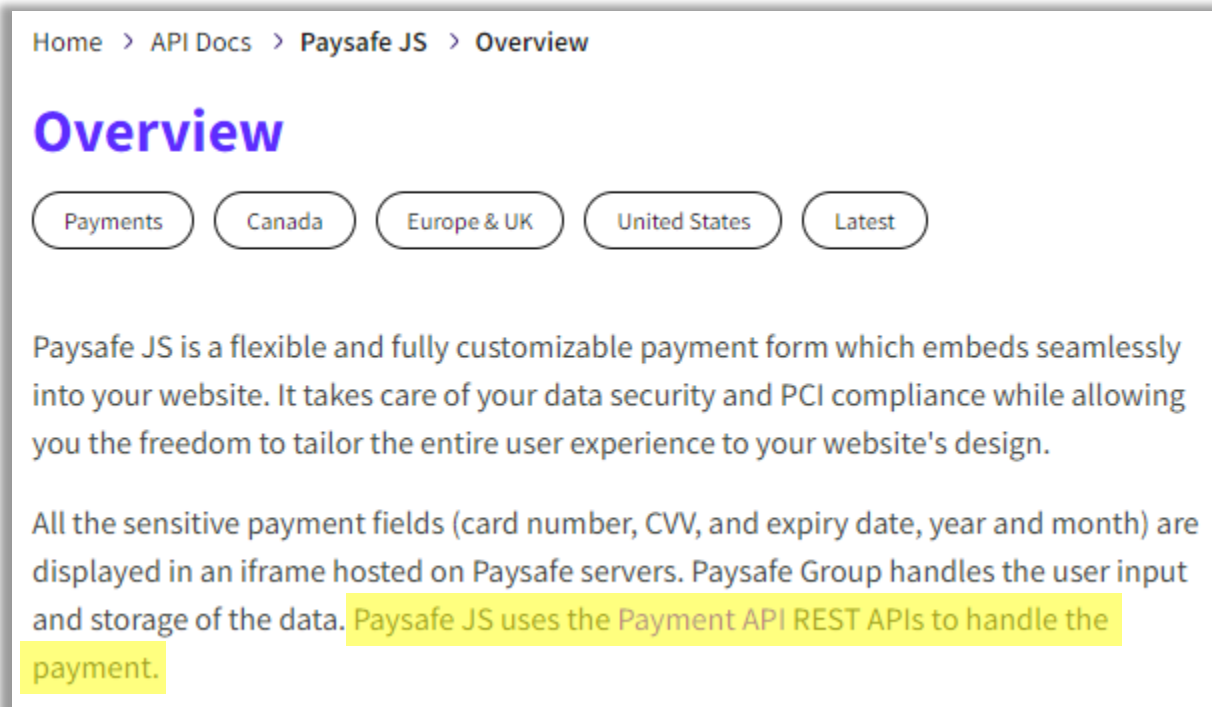 Home > API Docs > Paysafe JS > Overview
Overview
Payments Canada Europe & UK United States Latest
Paysafe JS is a flexible and fully customizable payment form which embeds seamlessly
into your website. It takes care of your data security and PCI compliance while allowing
you the freedom to tailor the entire user experience to your website's design.
All the sensitive payment fields (card number, CVV, and expiry date, year and month) are
displayed in an iframe hosted on Paysafe servers. Paysafe Group handles the user input
and storage of the data. Paysafe JS uses the Payment API REST APIs to handle the
payment.